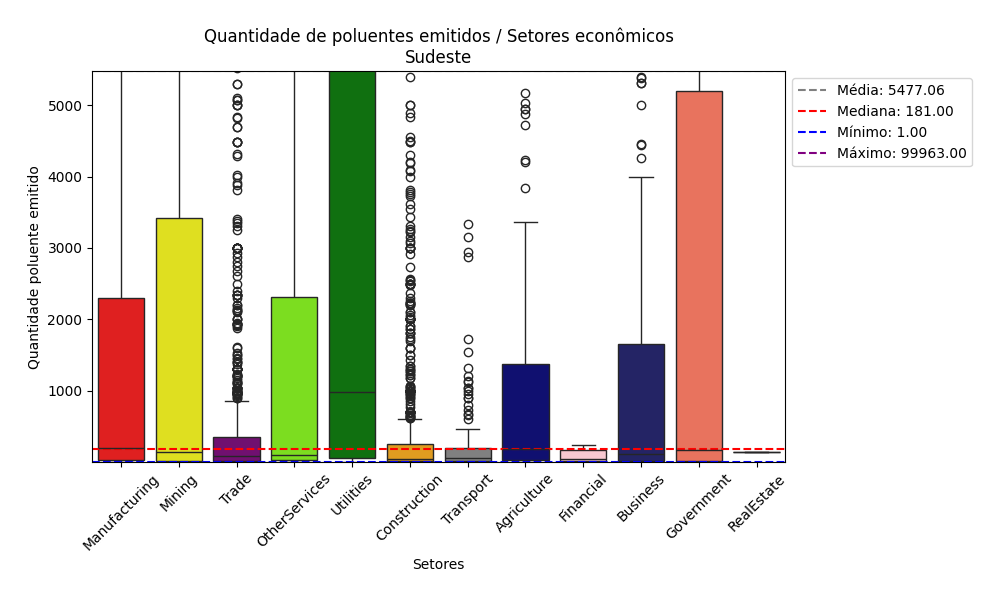 Quantidade de poluentes emitidos / Setores econômicos
Sudeste
Quantidade poluente emitido
5000
4000
3000
2000
1000
Média: 5477.06
Mediana: 181.00
Mínimo: 1.00
Máximo: 99963.00
Manufacturing
Mining
Trade
OtherServices
Utilities
Construction
Transport
Agriculture
Financial
Business
Government
RealEstate
Setores